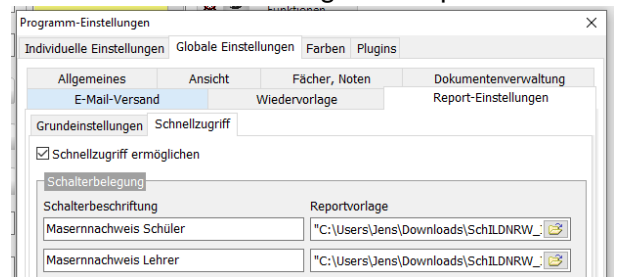 Funktionen
Programm-Einstellungen
Individuelle Einstellungen Globale Einstellungen Farben Plugins
Allgemeines Ansicht Fächer, Noten Dokumentenverwaltung
E-Mail-Versand Wiedervorlage Report-Einstellungen
Grundeinstellungen Schnellzugriff
Schnellzugriff ermöglichen
Schalterbelegung
Schalterbeschriftung Reportvorlage
Masernnachweis Schüler "C:\Users\Jens\Downloads\SchILDNRW_
Masernnachweis Lehrer "C:\Users\Jens\Downloads\SchILDNRW_